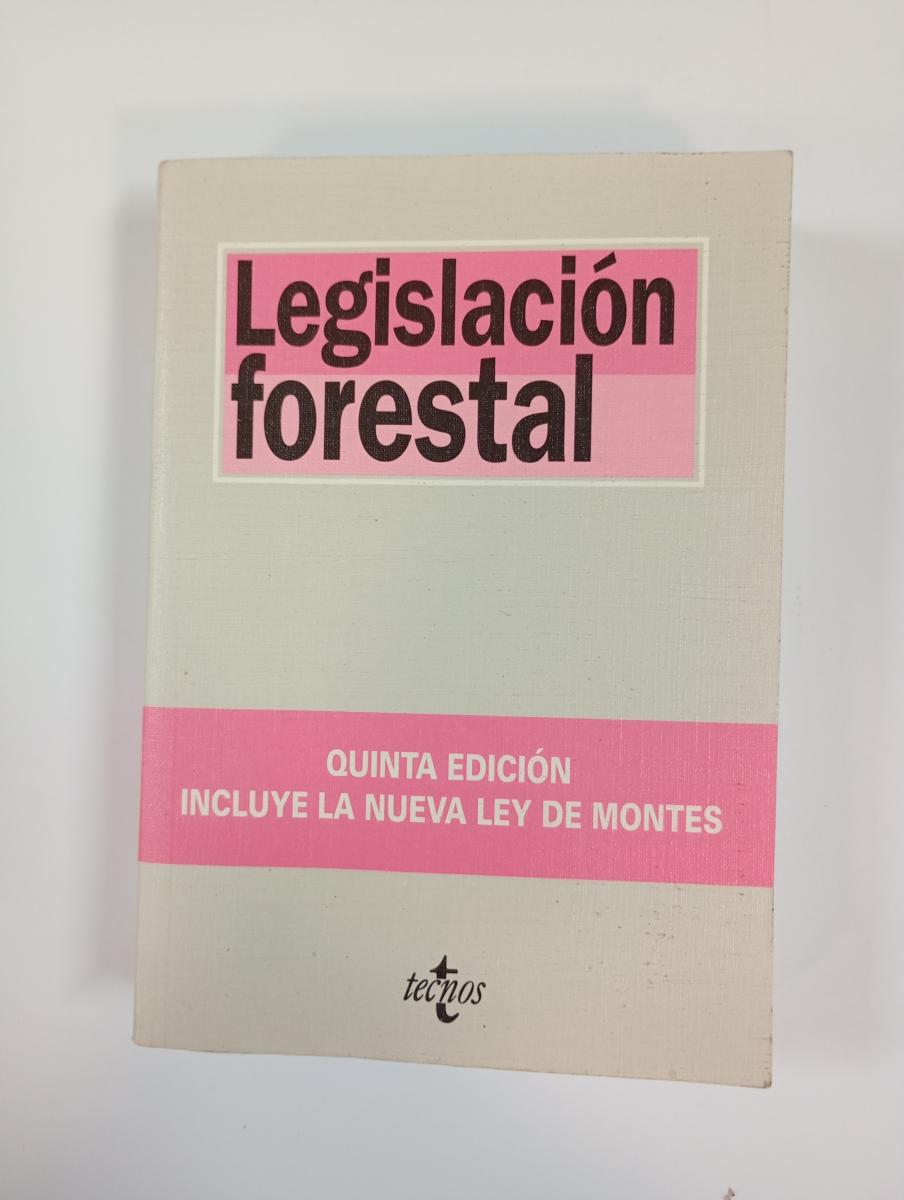 Legislación
forestal
QUINTA EDICIÓN
INCLUYE LA NUEVA LEY DE MONTES
tecnos